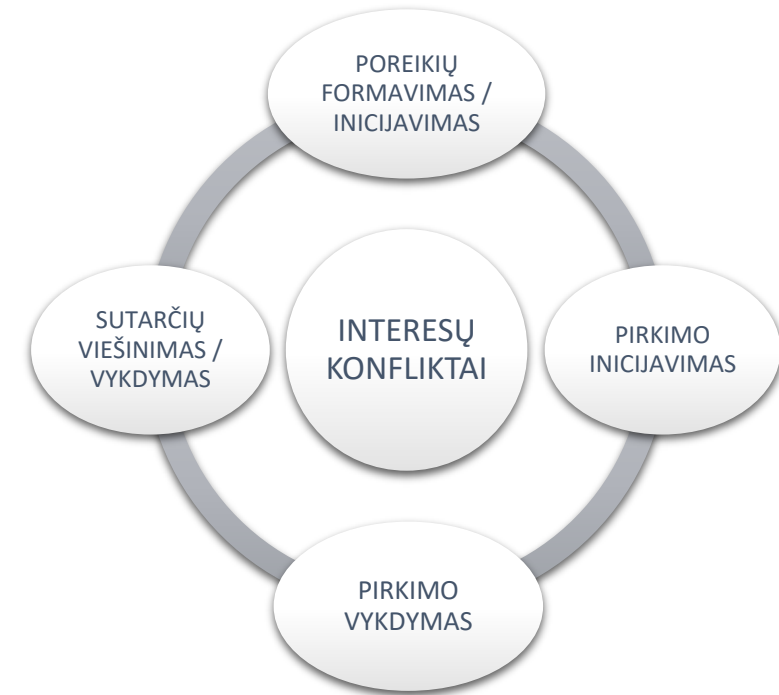 POREIKIŲ
FORMAVIMAS /
INICIJAVIMAS
SUTARČIŲ
VIEŠINIMAS /
VYKDYMAS
INTERESŲ
KONFLIKTAI
PIRKIMO
INICIJAVIMAS
PIRKIMO
VYKDYMAS